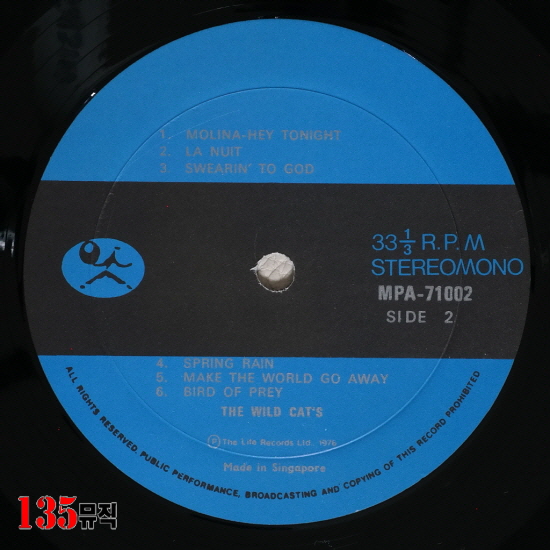 1. MOLINA-HEY TONIGHT
2. LA NUIT
3. SWEARIN' TO GOD
33⅓ R.P.M
STEREOMONO
MPA-71002
SIDE 2
4. SPRING RAIN
5. MAKE THE WORLD GO AWAY
6. BIRD OF PREY
THE WILD CAT'S
Ⓟ The Life Records Ltd. 1976
Made in Singapore
ALL RIGHTS RESERVED. PUBLIC PERFORMANCE, BROADCASTING AND COPYING OF THIS RECORD PROHIBITED
135뮤직